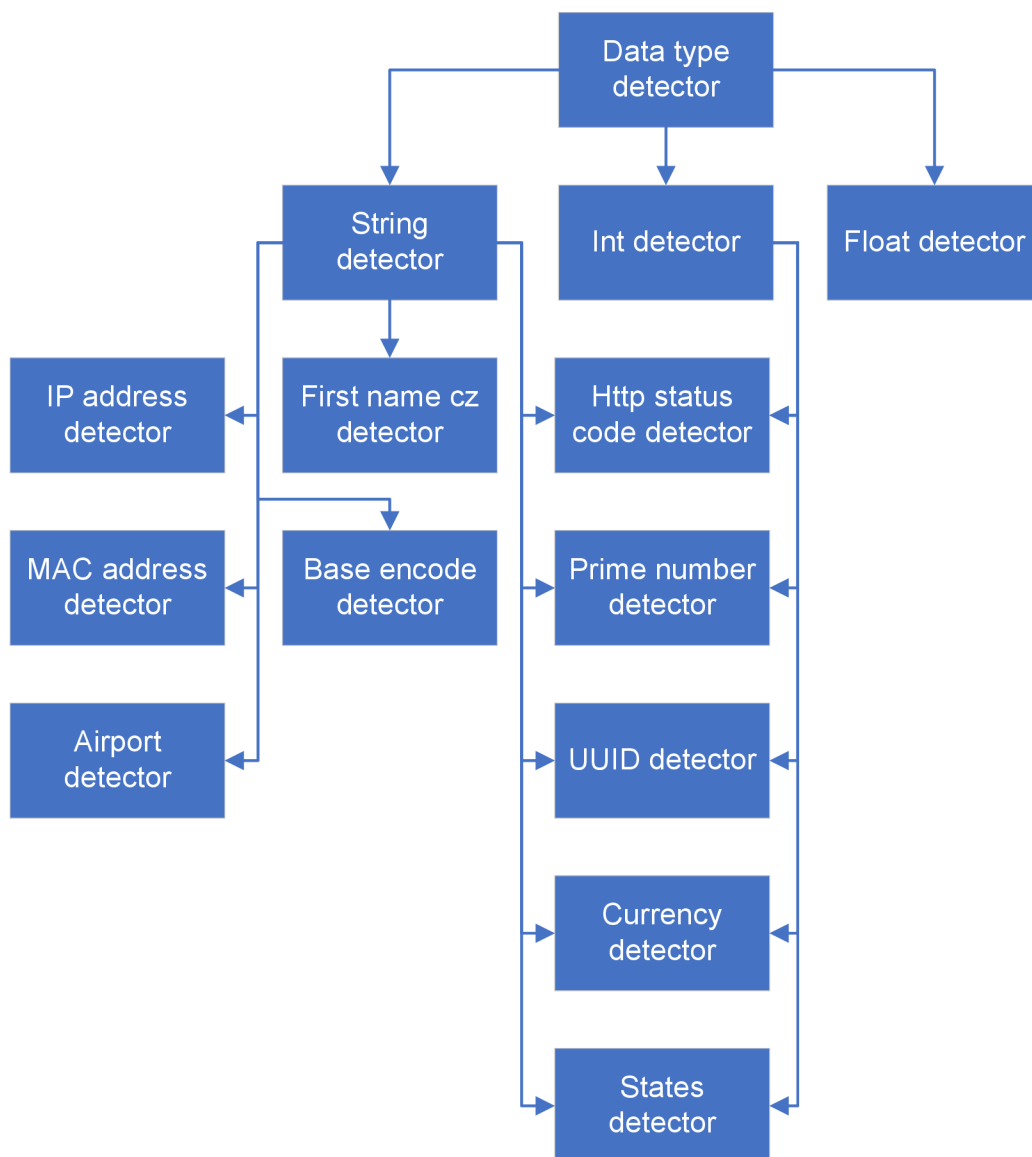 Data type
detector
String
detector
Int detector
Float detector
IP address
detector
First name cz
detector
Http status
code detector
MAC address
detector
Base encode
detector
Prime number
detector
Airport
detector
UUID detector
Currency
detector
States
detector